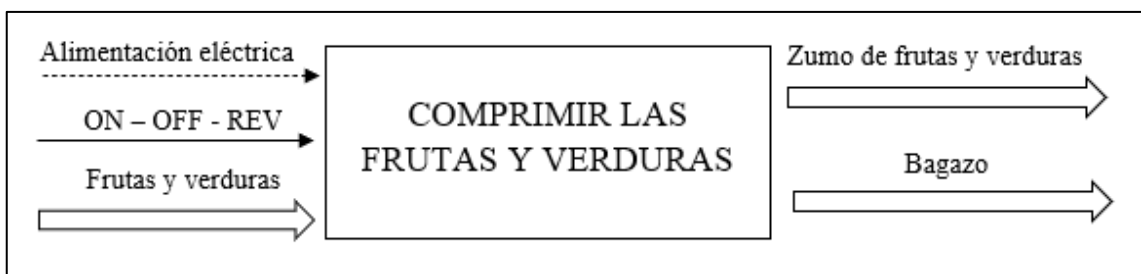 Alimentación eléctrica
ON – OFF - REV
Frutas y verduras
COMPRIMIR LAS
FRUTAS Y VERDURAS
Zumo de frutas y verduras
Bagazo